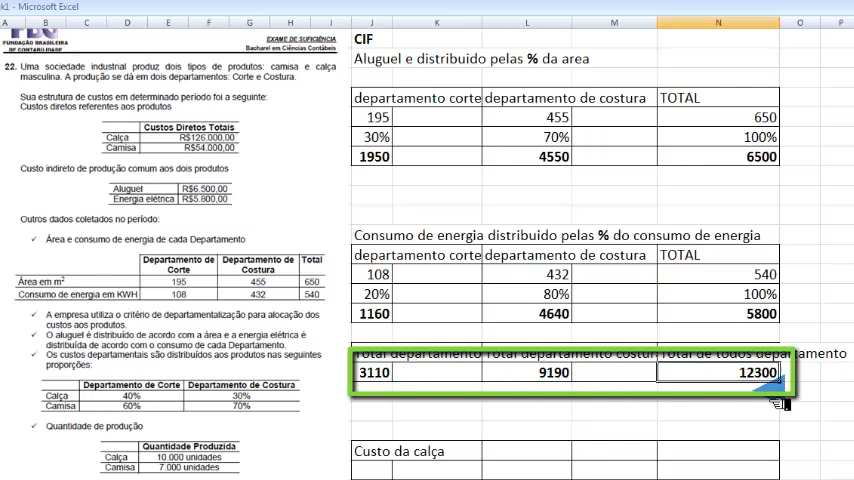 k1 - Microsoft Excel
A B C D E F G H I J K L M N O P
FUNDAÇÃO BRASILEIRA
DE CONTABILIDADE
EXAME DE SUFICIÊNCIA
Bacharel em Ciências Contábeis
22. Uma sociedade industrial produz dois tipos de produtos: camisa e calça
masculina. A produção se dá em dois departamentos: Corte e Costura.
Sua estrutura de custos em determinado período foi a seguinte:
Custos diretos referentes aos produtos
Custos Diretos Totais
Calça R$126.000,00
Camisa R$54.000,00
Custo indireto de produção comum aos dois produtos
Aluguel R$6.500,00
Energia elétrica R$5.800,00
Outros dados coletados no período:
✓ Área e consumo de energia de cada Departamento
Departamento de Corte Departamento de Costura Total
Área em m² 195 455 650
Consumo de energia em KWH 108 432 540
✓ A empresa utiliza o critério de departamentalização para alocação dos
custos aos produtos.
✓ O aluguel é distribuído de acordo com a área e a energia elétrica é
distribuída de acordo com o consumo de cada Departamento.
✓ Os custos departamentais são distribuídos aos produtos nas seguintes
proporções:
Departamento de Corte Departamento de Costura
Calça 40% 30%
Camisa 60% 70%
✓ Quantidade de produção
Quantidade Produzida
Calça 10.000 unidades
Camisa 7.000 unidades
CIF
Aluguel e distribuido pelas % da area
departamento corte departamento de costura TOTAL
195 455 650
30% 70% 100%
1950 4550 6500
Consumo de energia distribuido pelas % do consumo de energia
departamento corte departamento de costura TOTAL
108 432 540
20% 80% 100%
1160 4640 5800
Total departamento Total departamento costura Total de todos departamento
3110 9190 12300
Custo da calça